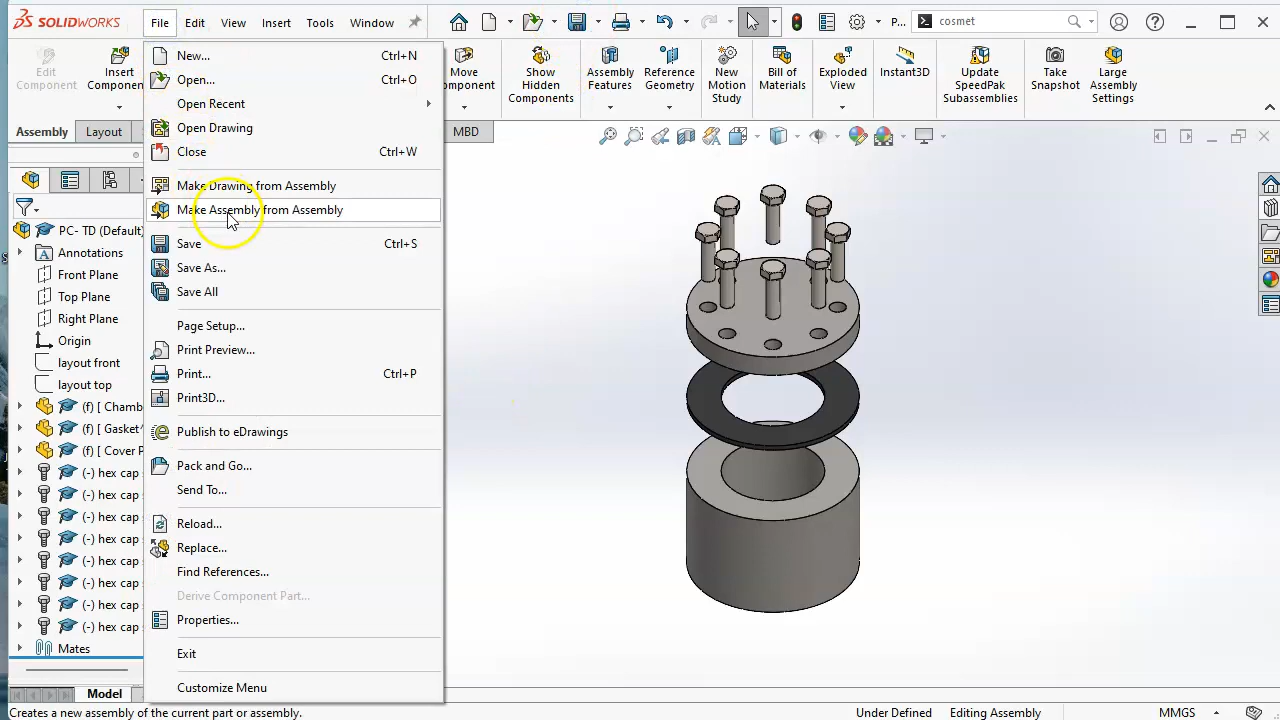 SOLIDWORKS
File Edit View Insert Tools Window P... cosmet
Edit Component
Insert
Component
Move
omponent
Show Hidden Components
Assembly Features
Reference Geometry
New Motion Study
Bill of Materials
Exploded View
Instant3D
Update SpeedPak Subassemblies
Take Snapshot
Large Assembly Settings
Assembly Layout MBD
New... Ctrl+N
Open... Ctrl+O
Open Recent
Open Drawing
Close Ctrl+W
Make Drawing from Assembly
Make Assembly from Assembly
Save Ctrl+S
Save As...
Save All
Page Setup...
Print Preview...
Print... Ctrl+P
Print3D...
Publish to eDrawings
Pack and Go...
Send To...
Reload...
Replace...
Find References...
Derive Component Part...
Properties...
Exit
Customize Menu
PC- TD (Default)
Annotations
Front Plane
Top Plane
Right Plane
Origin
layout front
layout top
(f) [ Chamb
(f) [ Gasket
(f) [ Cover P
(-) hex cap
(-) hex cap
(-) hex cap
(-) hex cap
(-) hex cap
(-) hex cap
(-) hex cap
(-) hex cap
Mates
Model
Creates a new assembly of the current part or assembly. Under Defined Editing Assembly MMGS